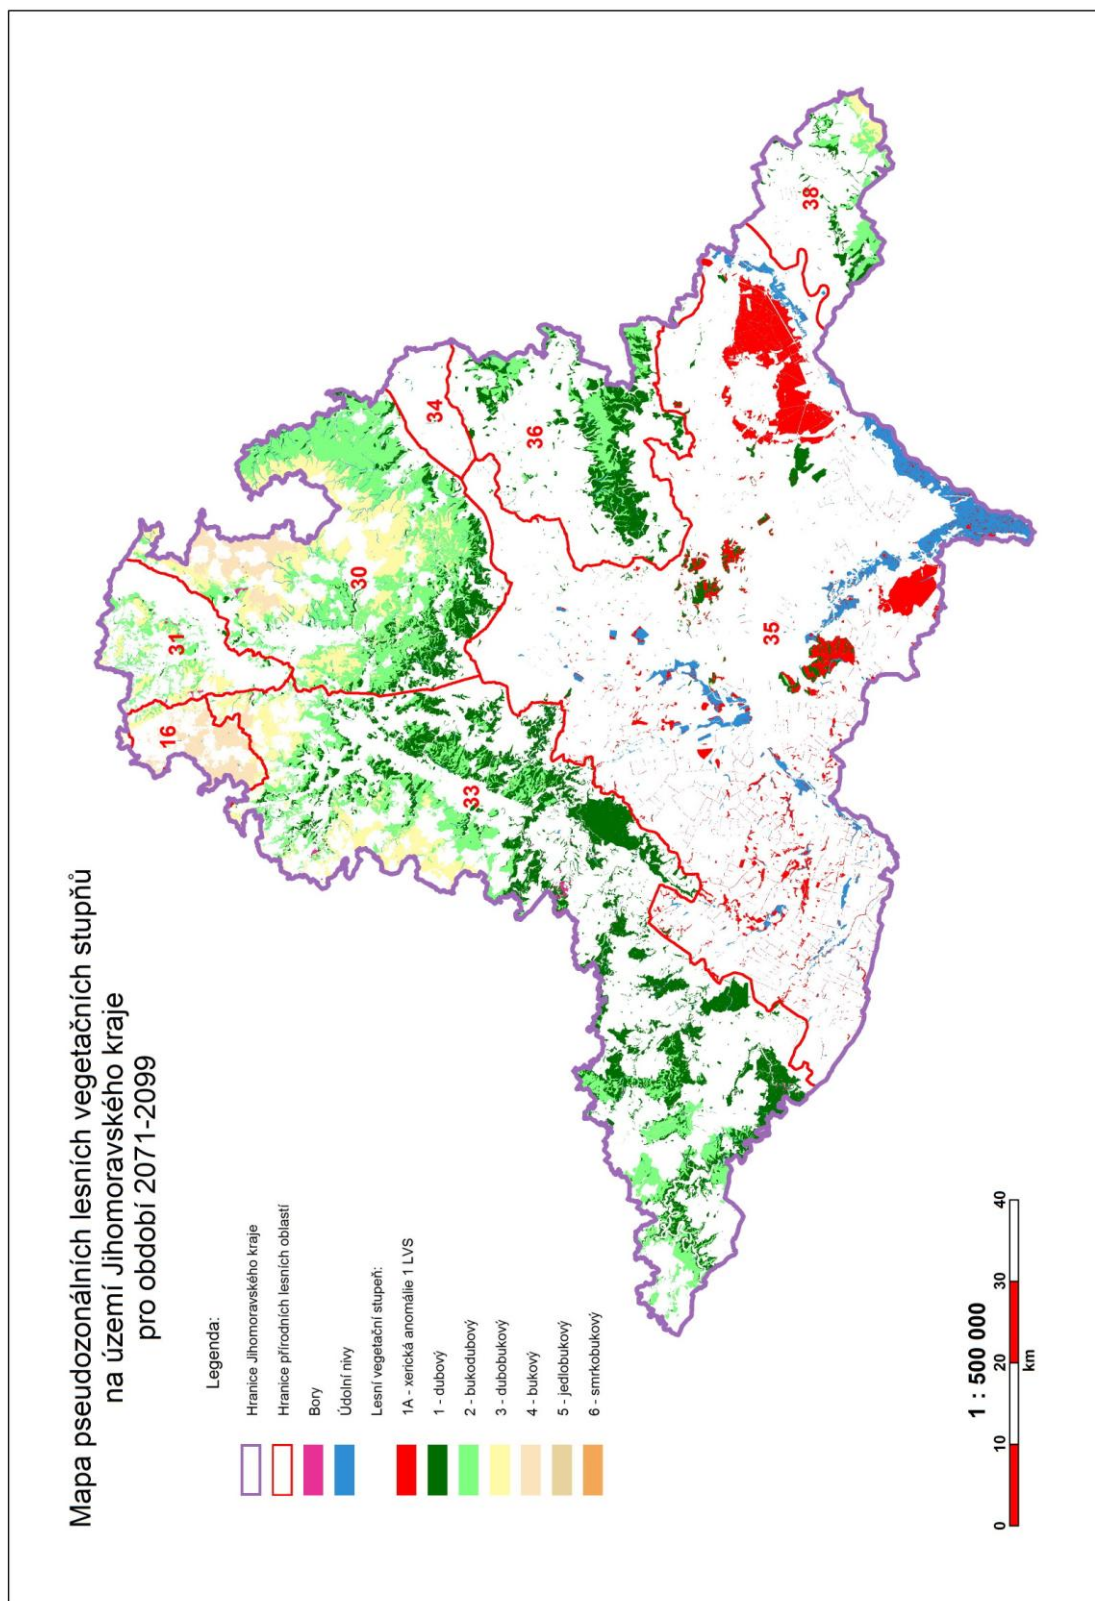 Mapa pseudozonálních lesních vegetačních stupňů
na území Jihomoravského kraje
pro období 2071-2099
Legenda:
Hranice Jihomoravského kraje
Hranice přírodních lesních oblastí
Bory
Údolní nivy
Lesní vegetační stupeň:
1A - xerická anomálie 1 LVS
1 - dubový
2 - bukodubový
3 - dubobukový
4 - bukový
5 - jedlobukový
6 - smrkobukový
16
31
30
33
34
36
35
38
1 : 500 000
0 10 20 30 40
km